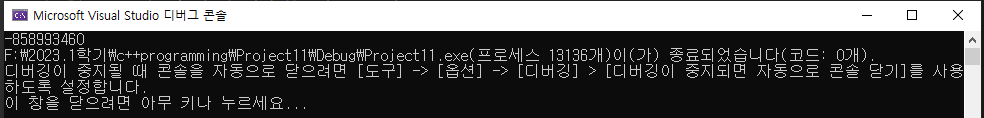 Microsoft Visual Studio 디버그 콘솔
-858993460
F:\2023.1학기\c++programming\Project11\Debug\Project11.exe(프로세스 13136개)이(가) 종료되었습니다(코드: 0개).
디버깅이 중지될 때 콘솔을 자동으로 닫으려면 [도구] -> [옵션] -> [디버깅] > [디버깅이 중지되면 자동으로 콘솔 닫기]를 사용
하도록 설정합니다.
이 창을 닫으려면 아무 키나 누르세요...